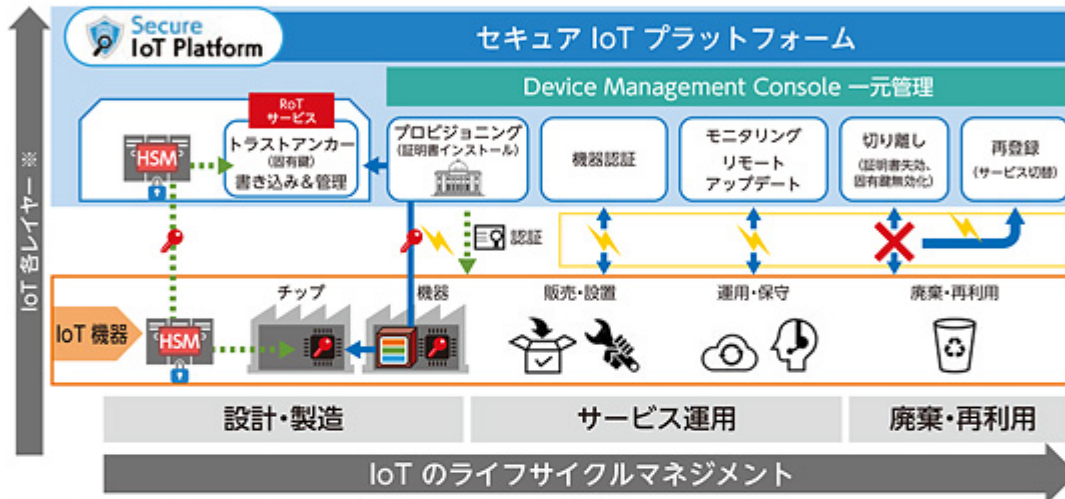 Secure
IoT Platform
セキュア IoT プラットフォーム
Device Management Console 一元管理
RoT
サービス
HSM
トラストアンカー
(固有鍵)
書き込み&管理
プロビジョニング
(証明書インストール)
機器認証
モニタリング
リモート
アップデート
切り離し
(証明書失効、
固有鍵無効化)
再登録
(サービス切替)
認証
IoT 各レイヤー ※
IoT 機器
HSM
チップ
機器
販売・設置
運用・保守
廃棄・再利用
設計・製造
サービス運用
廃棄・再利用
IoT のライフサイクルマネジメント